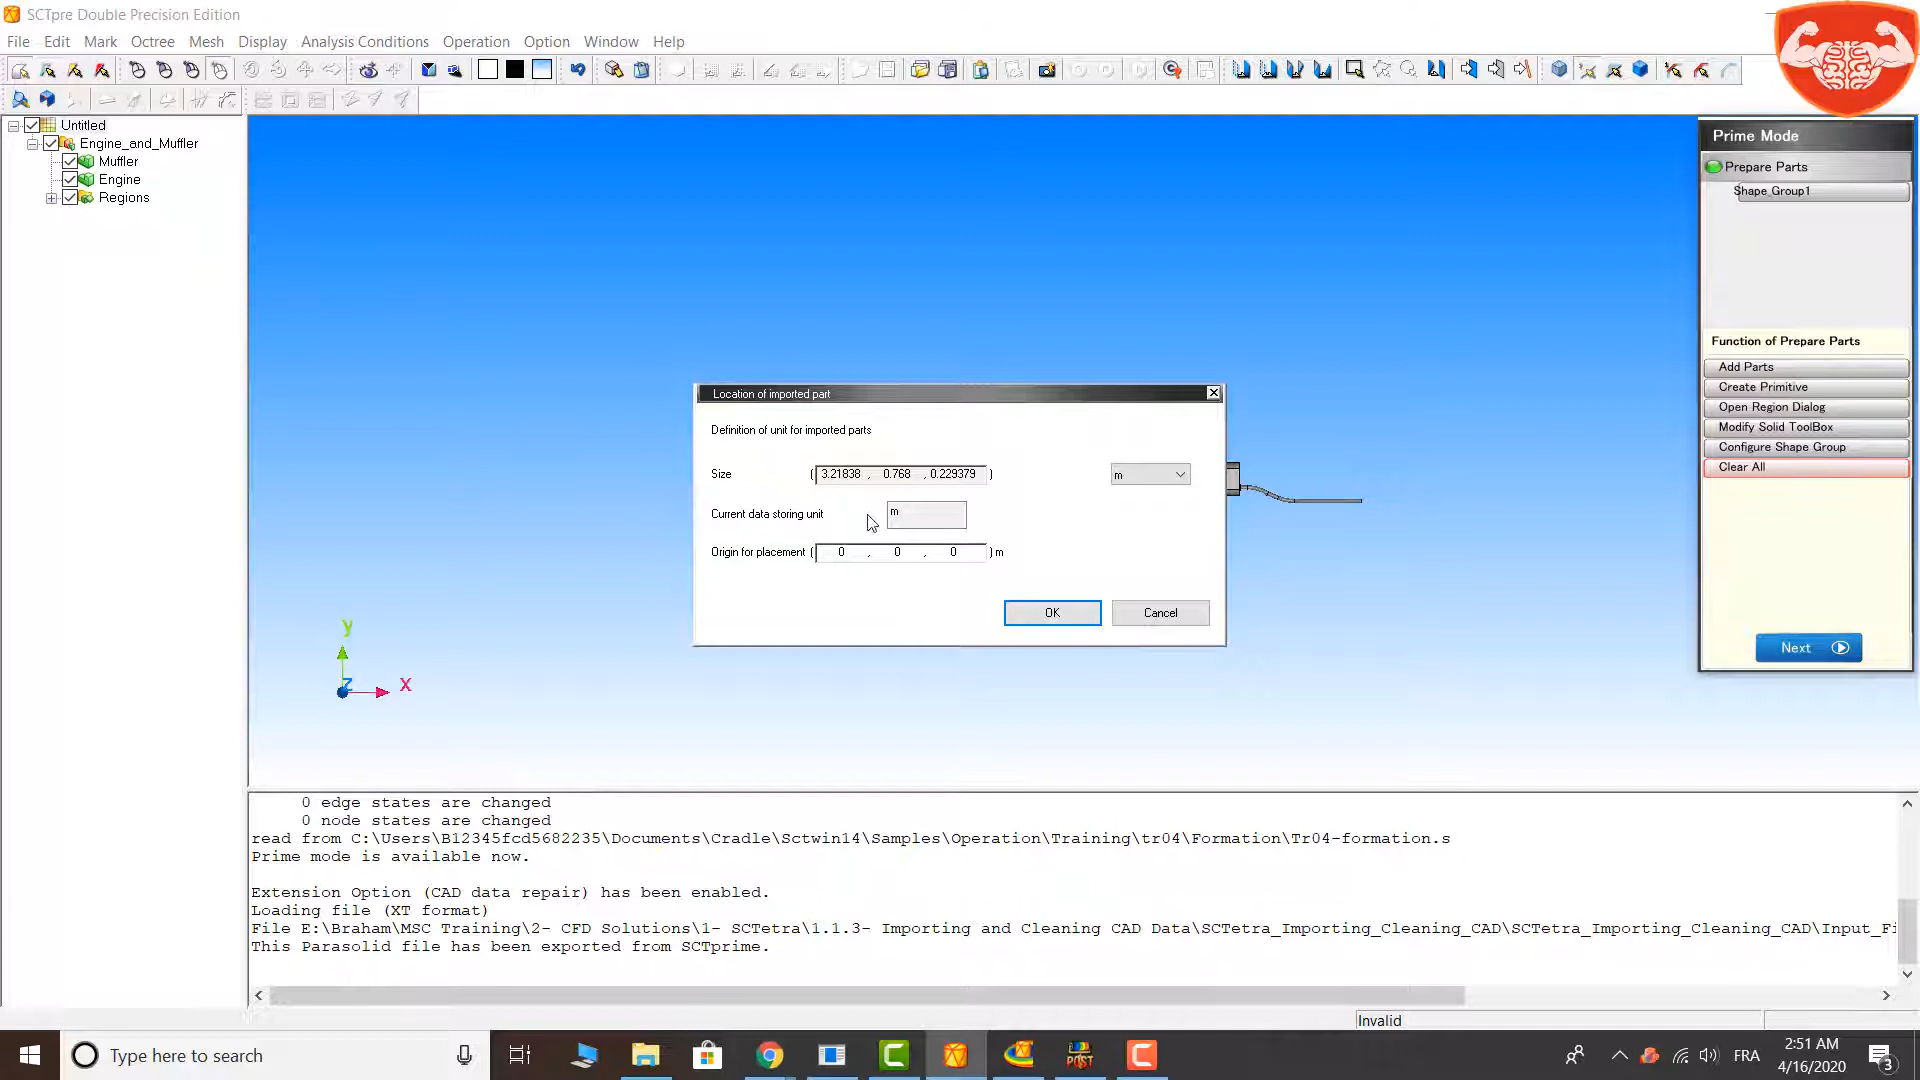 SCTpre Double Precision Edition
File Edit Mark Octree Mesh Display Analysis Conditions Operation Option Window Help
Untitled
Engine_and_Muffler
Muffler
Engine
Regions
Prime Mode
Prepare Parts
Shape_Group1
Function of Prepare Parts
Add Parts
Create Primitive
Open Region Dialog
Modify Solid ToolBox
Configure Shape Group
Clear All
Next
Location of imported part
Definition of unit for imported parts
Size ( 3.21838 , 0.768 , 0.229379 ) m
Current data storing unit m
Origin for placement ( 0 , 0 , 0 ) m
OK Cancel
y
z
x
0 edge states are changed
0 node states are changed
read from C:\Users\B12345fcd5682235\Documents\Cradle\Sctwin14\Samples\Operation\Training\tr04\Formation\Tr04-formation.s
Prime mode is available now.
Extension Option (CAD data repair) has been enabled.
Loading file (XT format)
File E:\Braham\MSC Training\2- CFD Solutions\1- SCTetra\1.1.3- Importing and Cleaning CAD Data\SCTetra_Importing_Cleaning_CAD\SCTetra_Importing_Cleaning_CAD\Input_Fi
This Parasolid file has been exported from SCTprime.
Invalid
Type here to search
POST
FRA
2:51 AM
4/16/2020
3